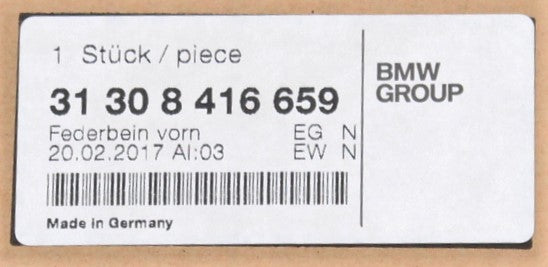 1 Stück / piece
31 30 8 416 659
Federbein vorn EG N
20.02.2017 AI:03 EW N
Made in Germany
BMW
GROUP